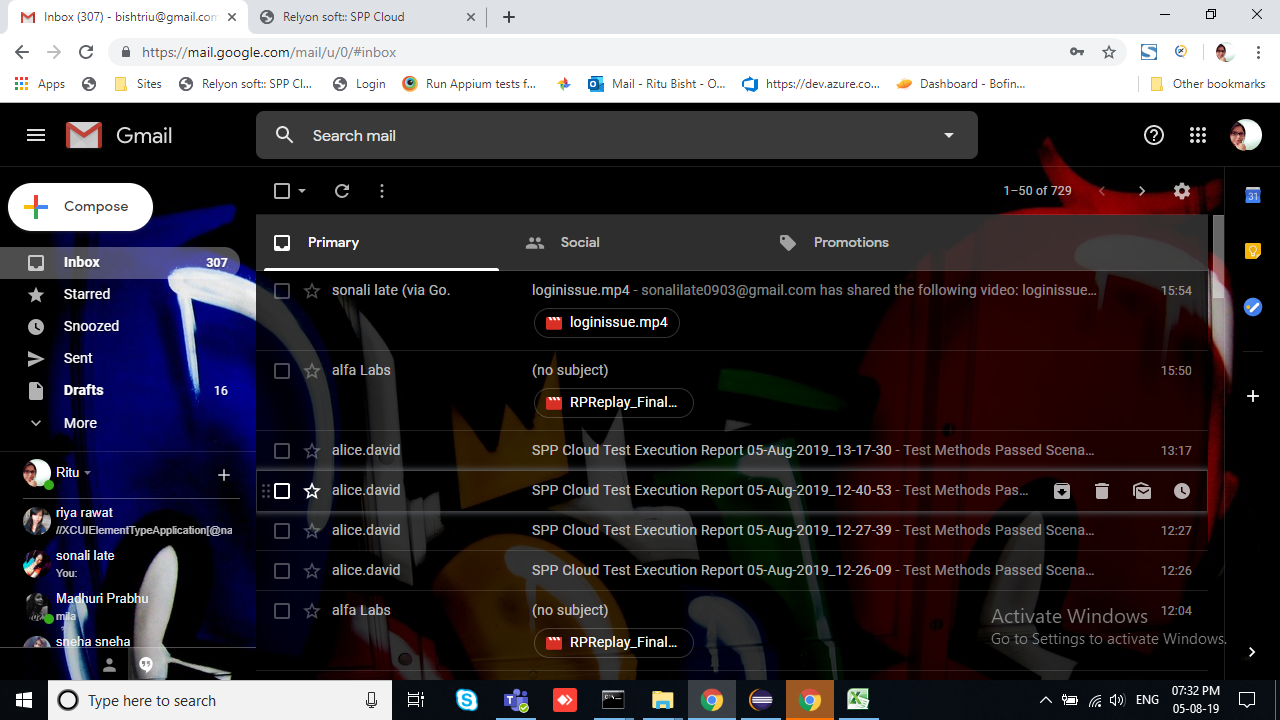 Inbox (307) - bishtriu@gmail.com
Relyon soft:: SPP Cloud
https://mail.google.com/mail/u/0/#inbox
Apps
Sites
Relyon soft:: SPP Cl...
Login
Run Appium tests f...
Mail - Ritu Bisht - O...
https://dev.azure.co...
Dashboard - Bofin...
Other bookmarks
Gmail
Search mail
Compose
1–50 of 729
31
Primary
Social
Promotions
Inbox 307
Starred
Snoozed
Sent
Drafts 16
More
Ritu
riya rawat
//XCUIElementTypeApplication[@na
sonali late
You:
Madhuri Prabhu
mila
sneha sneha
sonali late (via Go. loginissue.mp4 - sonalilate0903@gmail.com has shared the following video: loginissue... 15:54
loginissue.mp4
alfa Labs (no subject) 15:50
RPReplay_Final...
alice.david SPP Cloud Test Execution Report 05-Aug-2019_13-17-30 - Test Methods Passed Scena... 13:17
alice.david SPP Cloud Test Execution Report 05-Aug-2019_12-40-53 - Test Methods Pas...
alice.david SPP Cloud Test Execution Report 05-Aug-2019_12-27-39 - Test Methods Passed Scena... 12:27
alice.david SPP Cloud Test Execution Report 05-Aug-2019_12-26-09 - Test Methods Passed Scena... 12:26
alfa Labs (no subject) 12:04
RPReplay_Final...
Activate Windows
Go to Settings to activate Windows.
Type here to search
ENG
07:32 PM
05-08-19